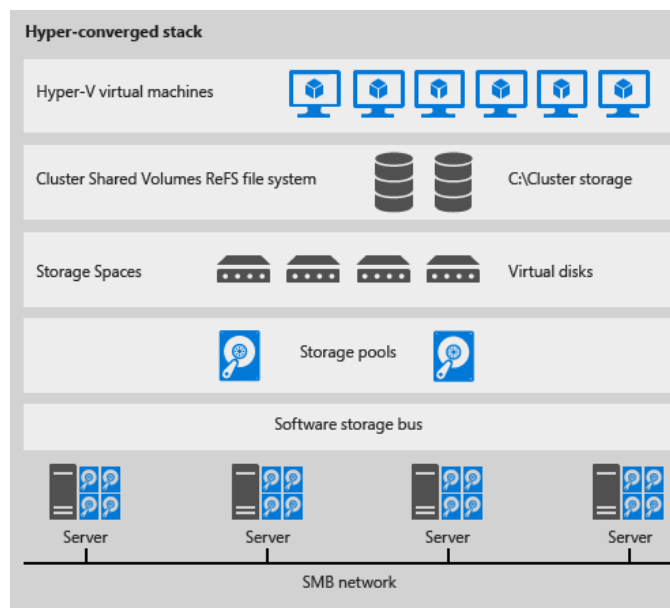 Hyper-converged stack
Hyper-V virtual machines
Cluster Shared Volumes ReFS file system
C:\Cluster storage
Storage Spaces
Virtual disks
Storage pools
Software storage bus
Server
Server
Server
Server
SMB network